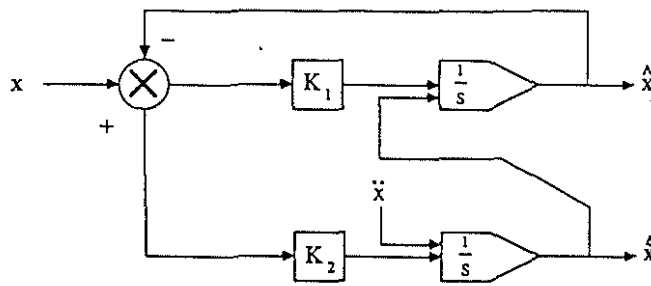 −
x
+
K₁
1/s
x̂
ẍ
K₂
1/s
x̂